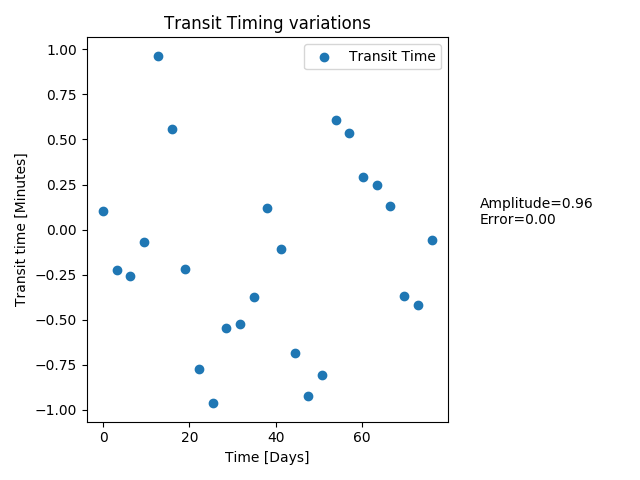 Transit Timing variations
Transit Time
1.00
0.75
0.50
0.25
0.00
−0.25
−0.50
−0.75
−1.00
Transit time [Minutes]
Amplitude=0.96
Error=0.00
0 20 40 60
Time [Days]